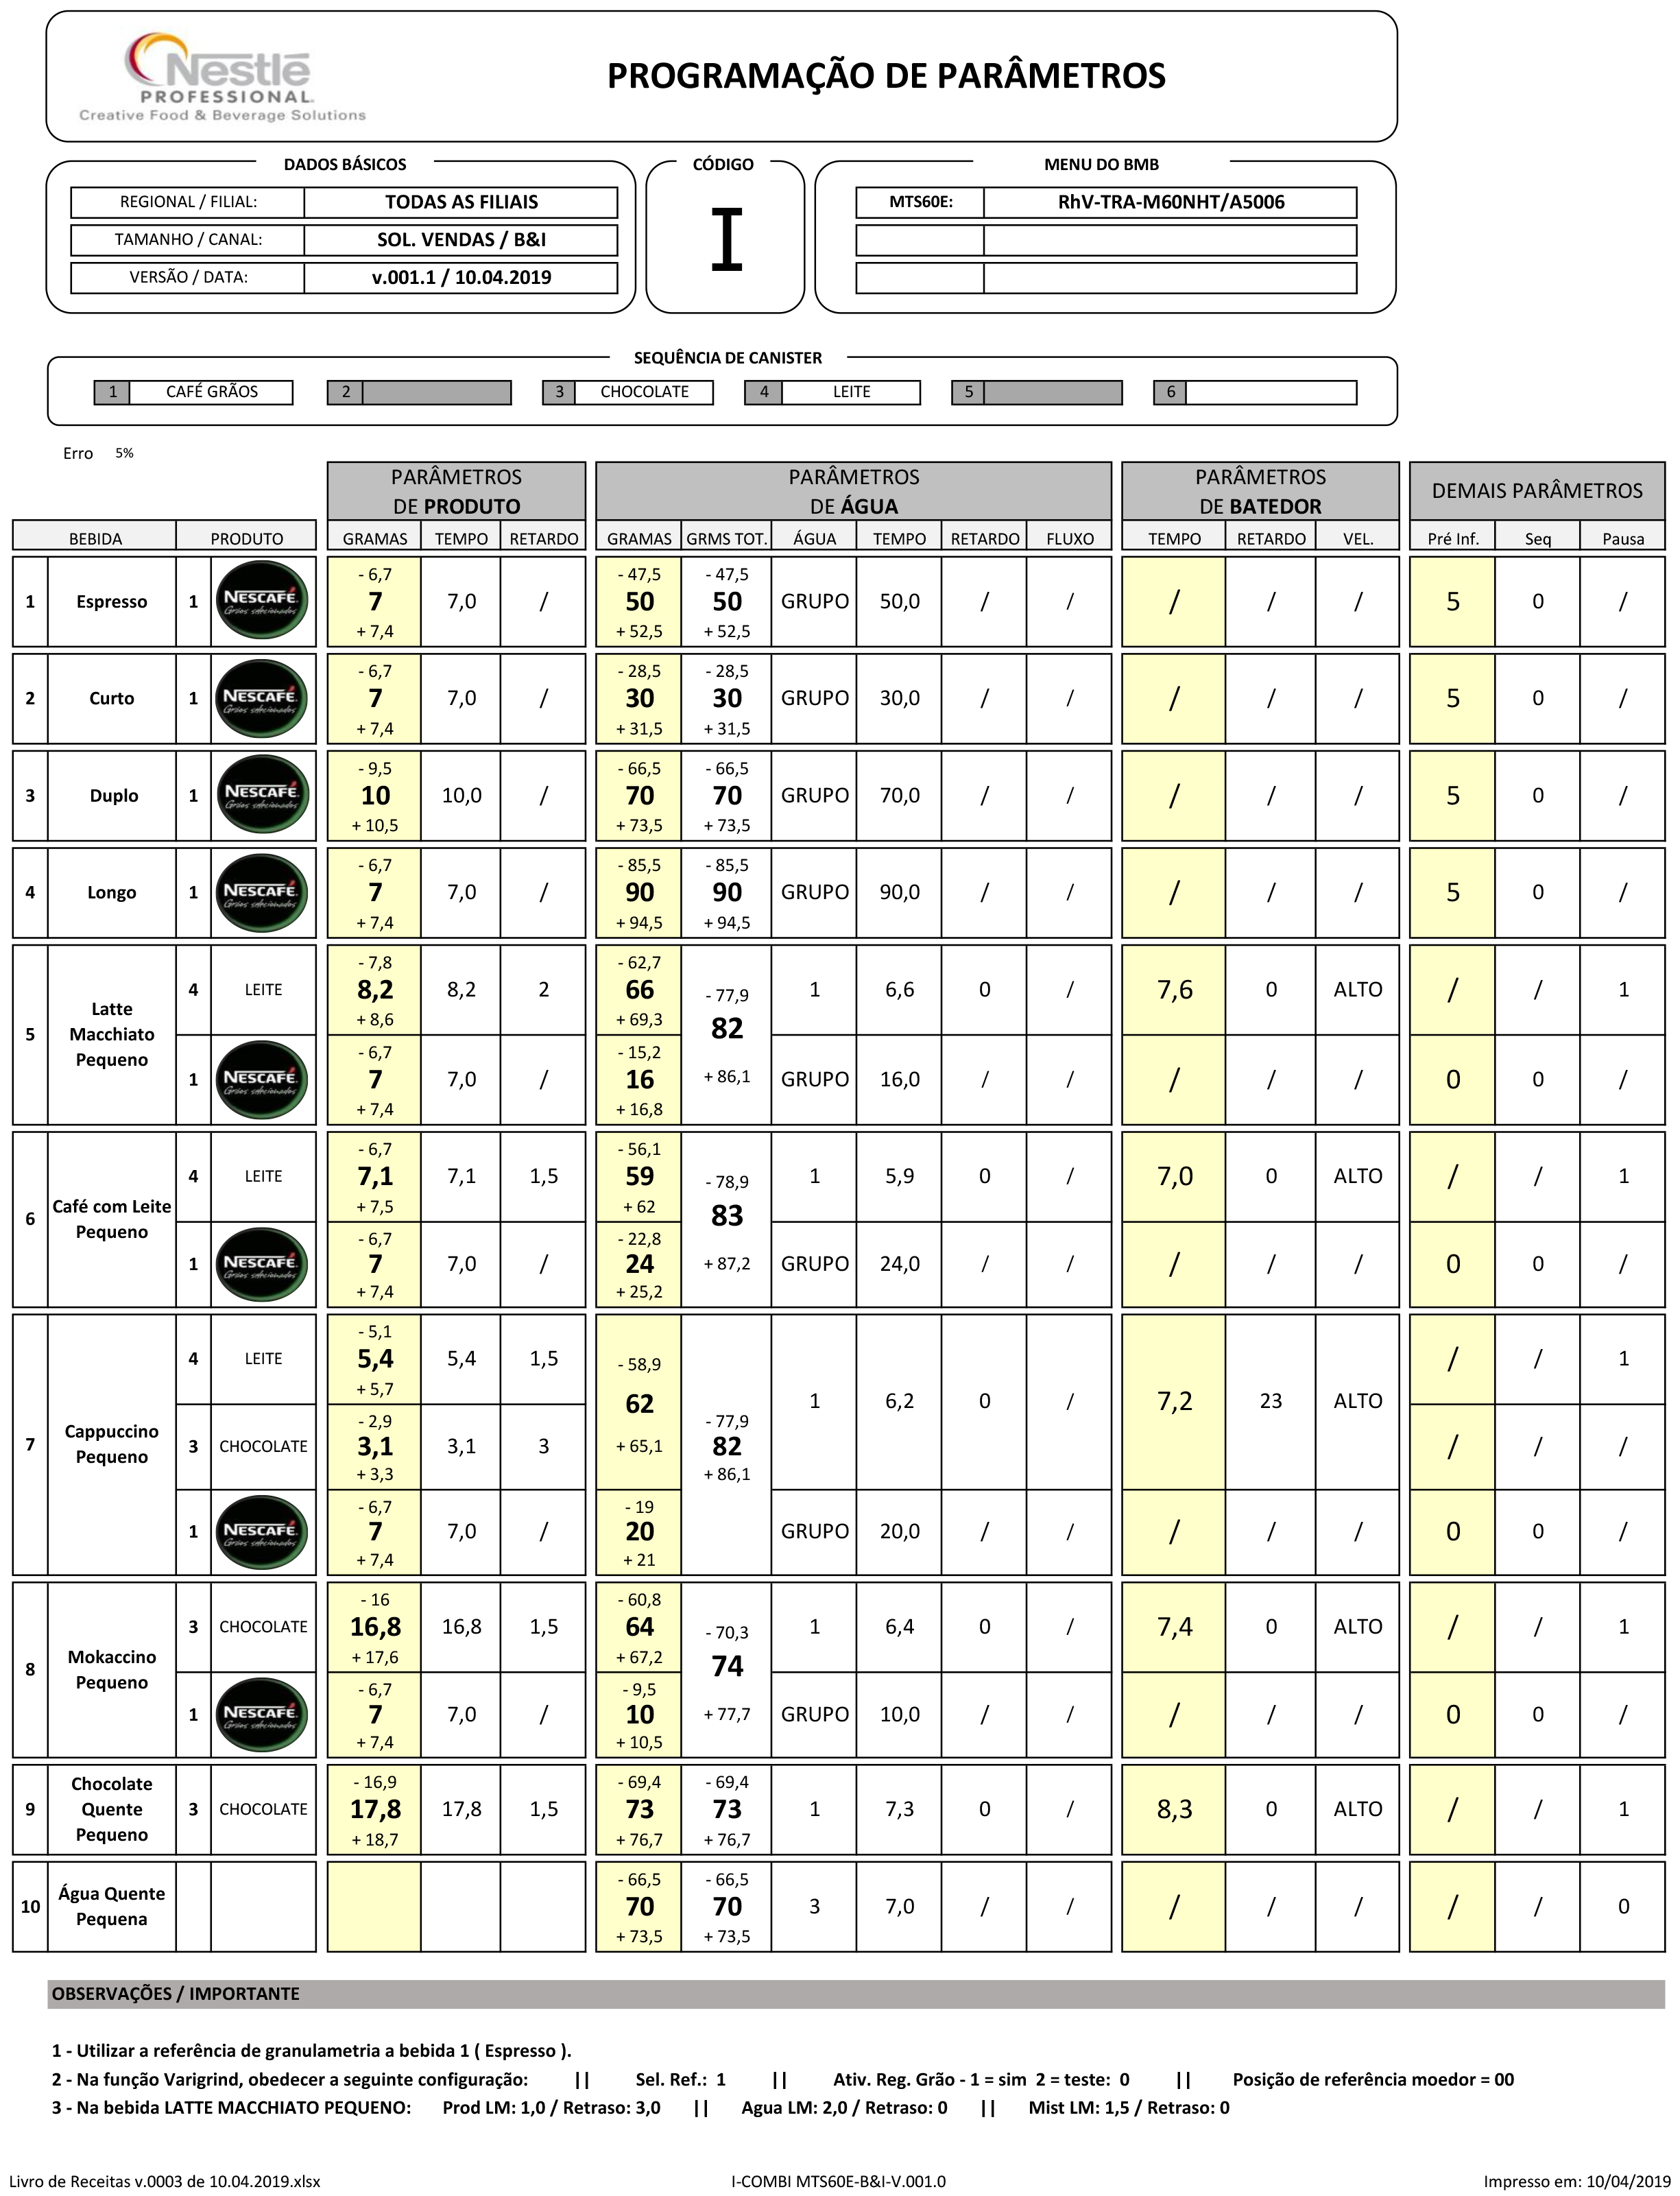 Nestlé
PROFESSIONAL.
Creative Food & Beverage Solutions
PROGRAMAÇÃO DE PARÂMETROS
DADOS BÁSICOS
REGIONAL / FILIAL: TODAS AS FILIAIS
TAMANHO / CANAL: SOL. VENDAS / B&I
VERSÃO / DATA: v.001.1 / 10.04.2019
CÓDIGO
I
MENU DO BMB
MTS60E: RhV-TRA-M60NHT/A5006
SEQUÊNCIA DE CANISTER
1 CAFÉ GRÃOS 2 3 CHOCOLATE 4 LEITE 5 6
Erro 5%
PARÂMETROS DE PRODUTO
PARÂMETROS DE ÁGUA
PARÂMETROS DE BATEDOR
DEMAIS PARÂMETROS
BEBIDA PRODUTO GRAMAS TEMPO RETARDO GRAMAS GRMS TOT. ÁGUA TEMPO RETARDO FLUXO TEMPO RETARDO VEL. Pré Inf. Seq Pausa
- 6,7 - 47,5 - 47,5
1 Espresso 1 NESCAFÉ Grãos selecionados 7 7,0 / 50 50 GRUPO 50,0 / / / / / 5 0 /
+ 7,4 + 52,5 + 52,5
- 6,7 - 28,5 - 28,5
2 Curto 1 NESCAFÉ Grãos selecionados 7 7,0 / 30 30 GRUPO 30,0 / / / / / 5 0 /
+ 7,4 + 31,5 + 31,5
- 9,5 - 66,5 - 66,5
3 Duplo 1 NESCAFÉ Grãos selecionados 10 10,0 / 70 70 GRUPO 70,0 / / / / / 5 0 /
+ 10,5 + 73,5 + 73,5
- 6,7 - 85,5 - 85,5
4 Longo 1 NESCAFÉ Grãos selecionados 7 7,0 / 90 90 GRUPO 90,0 / / / / / 5 0 /
+ 7,4 + 94,5 + 94,5
5 Latte Macchiato Pequeno
- 7,8 - 62,7
4 LEITE 8,2 8,2 2 66 1 6,6 0 / 7,6 0 ALTO / / 1
+ 8,6 + 69,3
- 77,9
82
+ 86,1
- 6,7 - 15,2
1 NESCAFÉ Grãos selecionados 7 7,0 / 16 GRUPO 16,0 / / / / / 0 0 /
+ 7,4 + 16,8
6 Café com Leite Pequeno
- 6,7 - 56,1
4 LEITE 7,1 7,1 1,5 59 1 5,9 0 / 7,0 0 ALTO / / 1
+ 7,5 + 62
- 78,9
83
+ 87,2
- 6,7 - 22,8
1 NESCAFÉ Grãos selecionados 7 7,0 / 24 GRUPO 24,0 / / / / / 0 0 /
+ 7,4 + 25,2
7 Cappuccino Pequeno
- 5,1
4 LEITE 5,4 5,4 1,5 / / 1
+ 5,7
- 58,9
62 1 6,2 0 / 7,2 23 ALTO
+ 65,1
- 2,9 - 77,9
3 CHOCOLATE 3,1 3,1 3 82 / / /
+ 3,3 + 86,1
- 6,7 - 19
1 NESCAFÉ Grãos selecionados 7 7,0 / 20 GRUPO 20,0 / / / / / 0 0 /
+ 7,4 + 21
8 Mokaccino Pequeno
- 16 - 60,8
3 CHOCOLATE 16,8 16,8 1,5 64 1 6,4 0 / 7,4 0 ALTO / / 1
+ 17,6 + 67,2
- 70,3
74
+ 77,7
- 6,7 - 9,5
1 NESCAFÉ Grãos selecionados 7 7,0 / 10 GRUPO 10,0 / / / / / 0 0 /
+ 7,4 + 10,5
- 16,9 - 69,4 - 69,4
9 Chocolate Quente Pequeno 3 CHOCOLATE 17,8 17,8 1,5 73 73 1 7,3 0 / 8,3 0 ALTO / / 1
+ 18,7 + 76,7 + 76,7
- 66,5 - 66,5
10 Água Quente Pequena 70 70 3 7,0 / / / / / / / 0
+ 73,5 + 73,5
OBSERVAÇÕES / IMPORTANTE
1 - Utilizar a referência de granulametria a bebida 1 ( Espresso ).
2 - Na função Varigrind, obedecer a seguinte configuração: || Sel. Ref.: 1 || Ativ. Reg. Grão - 1 = sim 2 = teste: 0 || Posição de referência moedor = 00
3 - Na bebida LATTE MACCHIATO PEQUENO: Prod LM: 1,0 / Retraso: 3,0 || Agua LM: 2,0 / Retraso: 0 || Mist LM: 1,5 / Retraso: 0
Livro de Receitas v.0003 de 10.04.2019.xlsx I-COMBI MTS60E-B&I-V.001.0 Impresso em: 10/04/2019